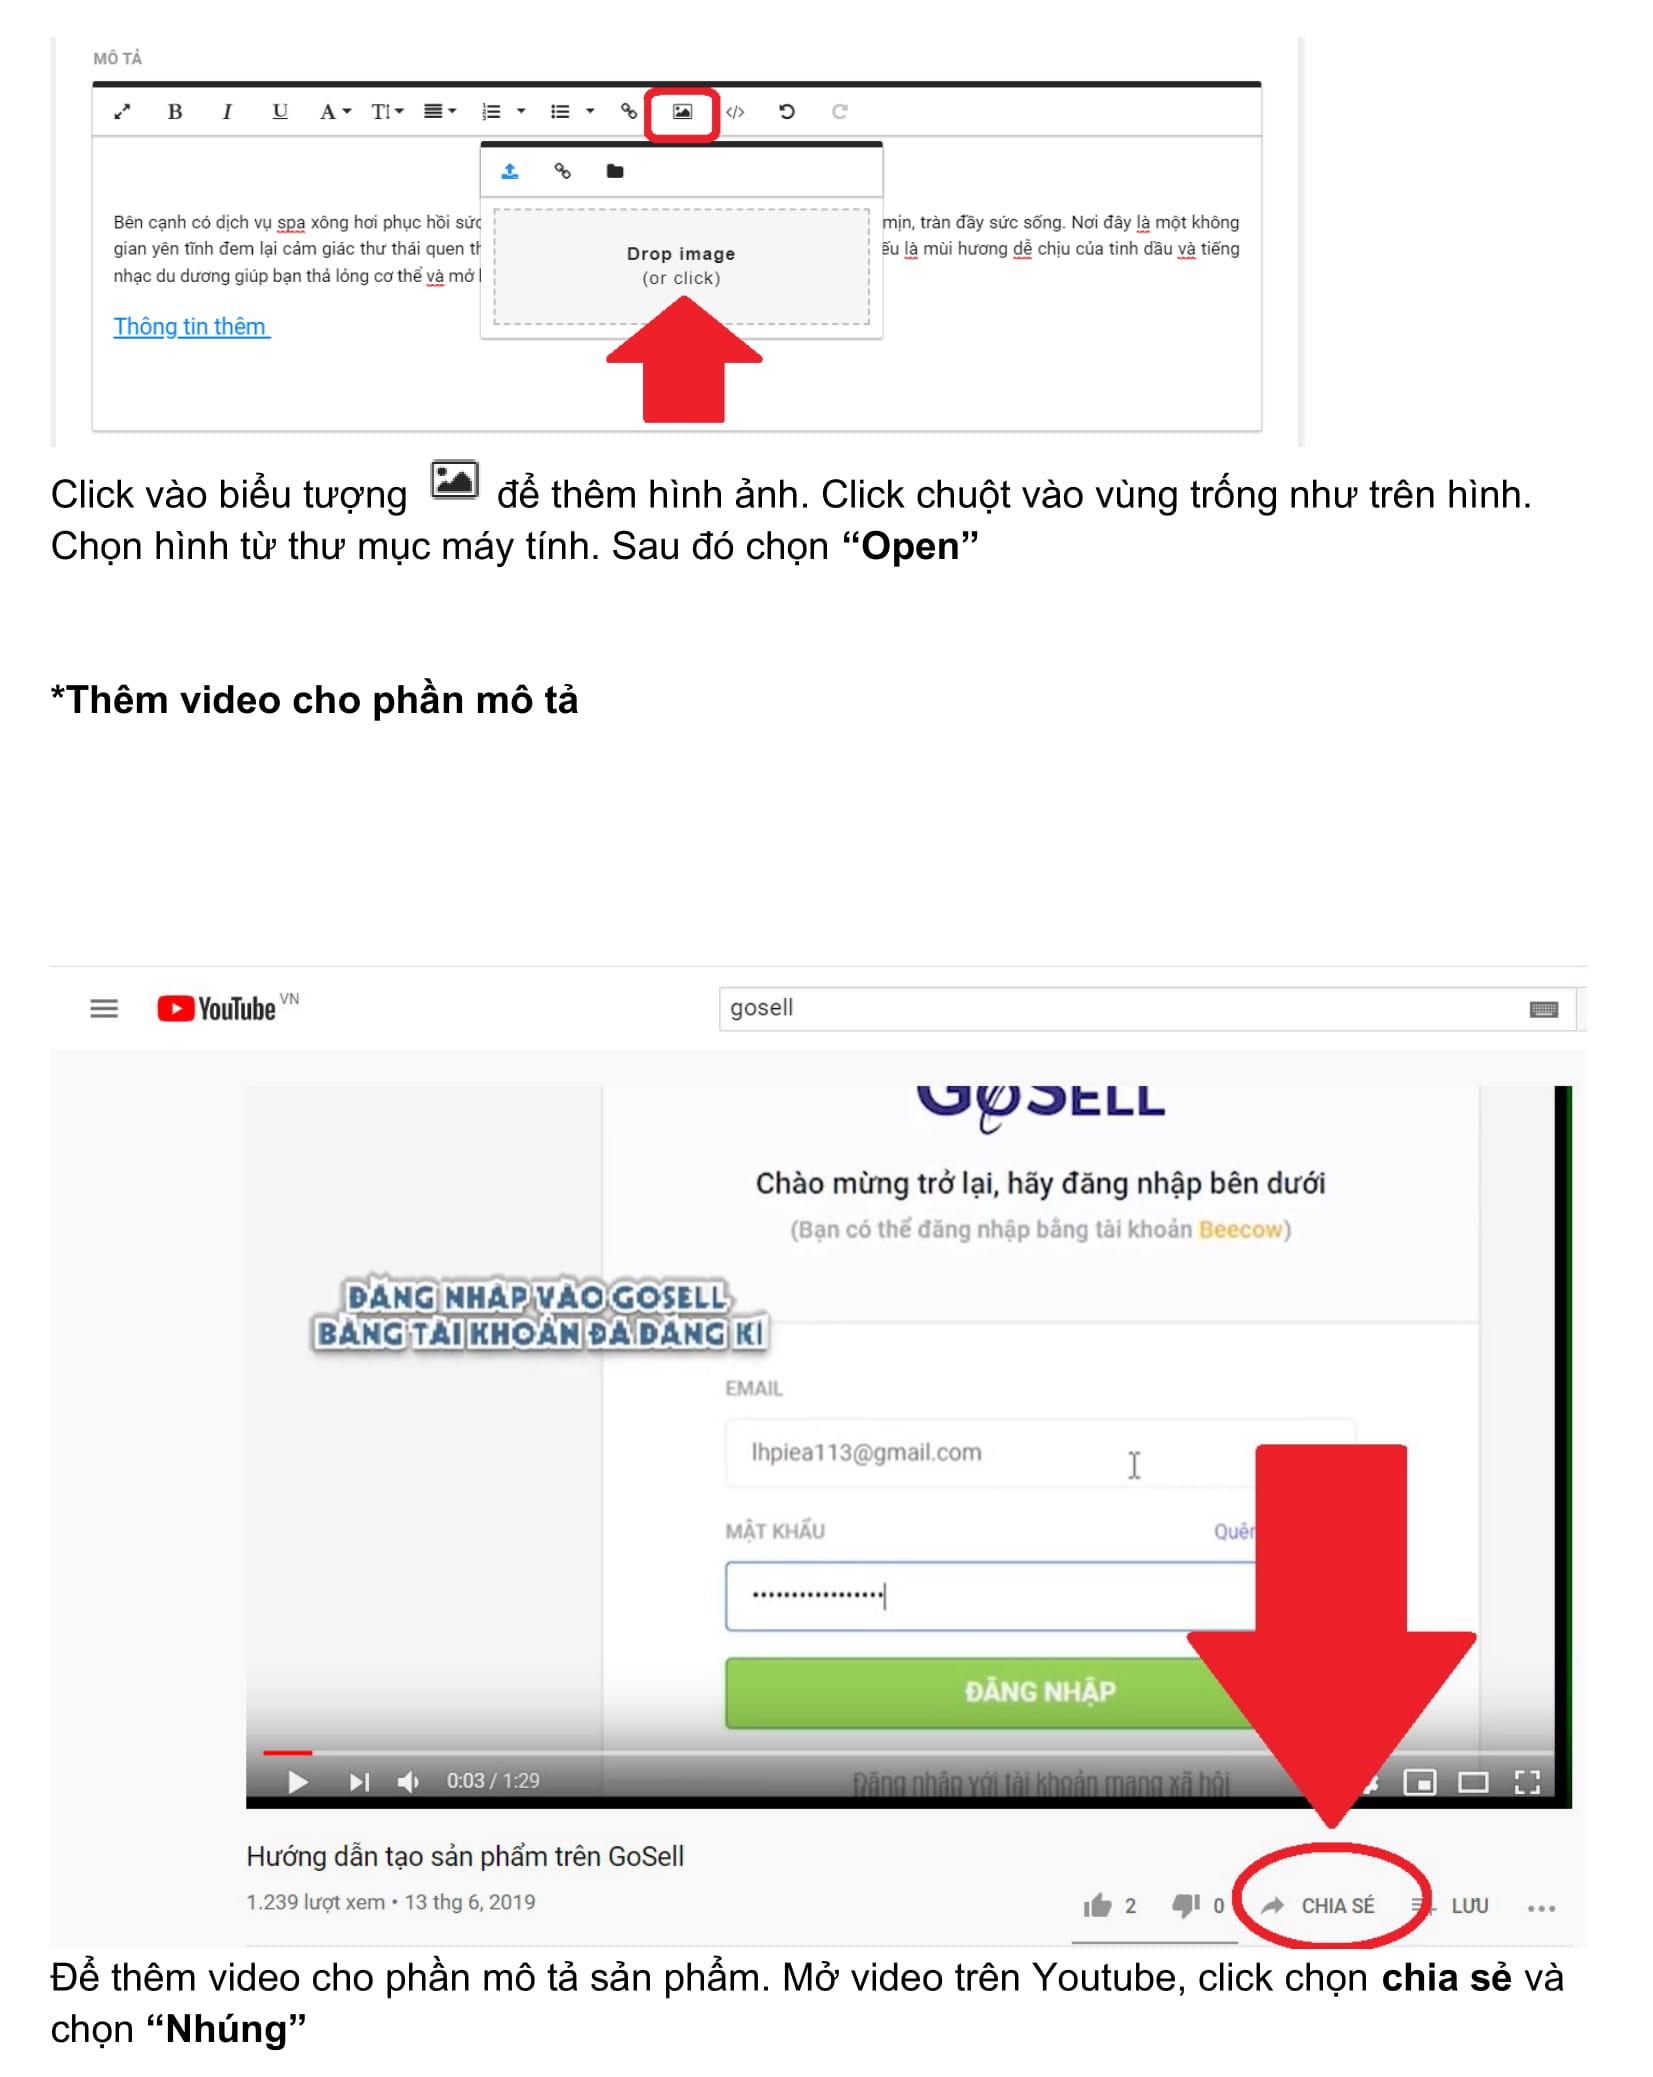 MÔ TẢ
B I U A TI
Bên cạnh có dịch vụ spa xông hơi phục hồi sức mịn, tràn đầy sức sống. Nơi đây là một không
gian yên tĩnh đem lại cảm giác thư thái quen ếu là mùi hương dễ chịu của tinh dầu và tiếng
nhạc du dương giúp bạn thả lỏng cơ thể và mở
Drop image
(or click)
Thông tin thêm
Click vào biểu tượng để thêm hình ảnh. Click chuột vào vùng trống như trên hình.
Chọn hình từ thư mục máy tính. Sau đó chọn “Open”
*Thêm video cho phần mô tả
YouTube VN
gosell
GOSELL
Chào mừng trở lại, hãy đăng nhập bên dưới
(Bạn có thể đăng nhập bằng tài khoản Beecow)
ĐĂNG NHẬP VÀO GOSELL
BẰNG TÀI KHOẢN ĐÃ ĐĂNG KÍ
EMAIL
lhpiea113@gmail.com
MẬT KHẨU
Quên
ĐĂNG NHẬP
0:03 / 1:29
Đăng nhập với tài khoản mạng xã hội
Hướng dẫn tạo sản phẩm trên GoSell
1.239 lượt xem • 13 thg 6, 2019
2 0 CHIA SẺ LƯU
Để thêm video cho phần mô tả sản phẩm. Mở video trên Youtube, click chọn chia sẻ và
chọn “Nhúng”